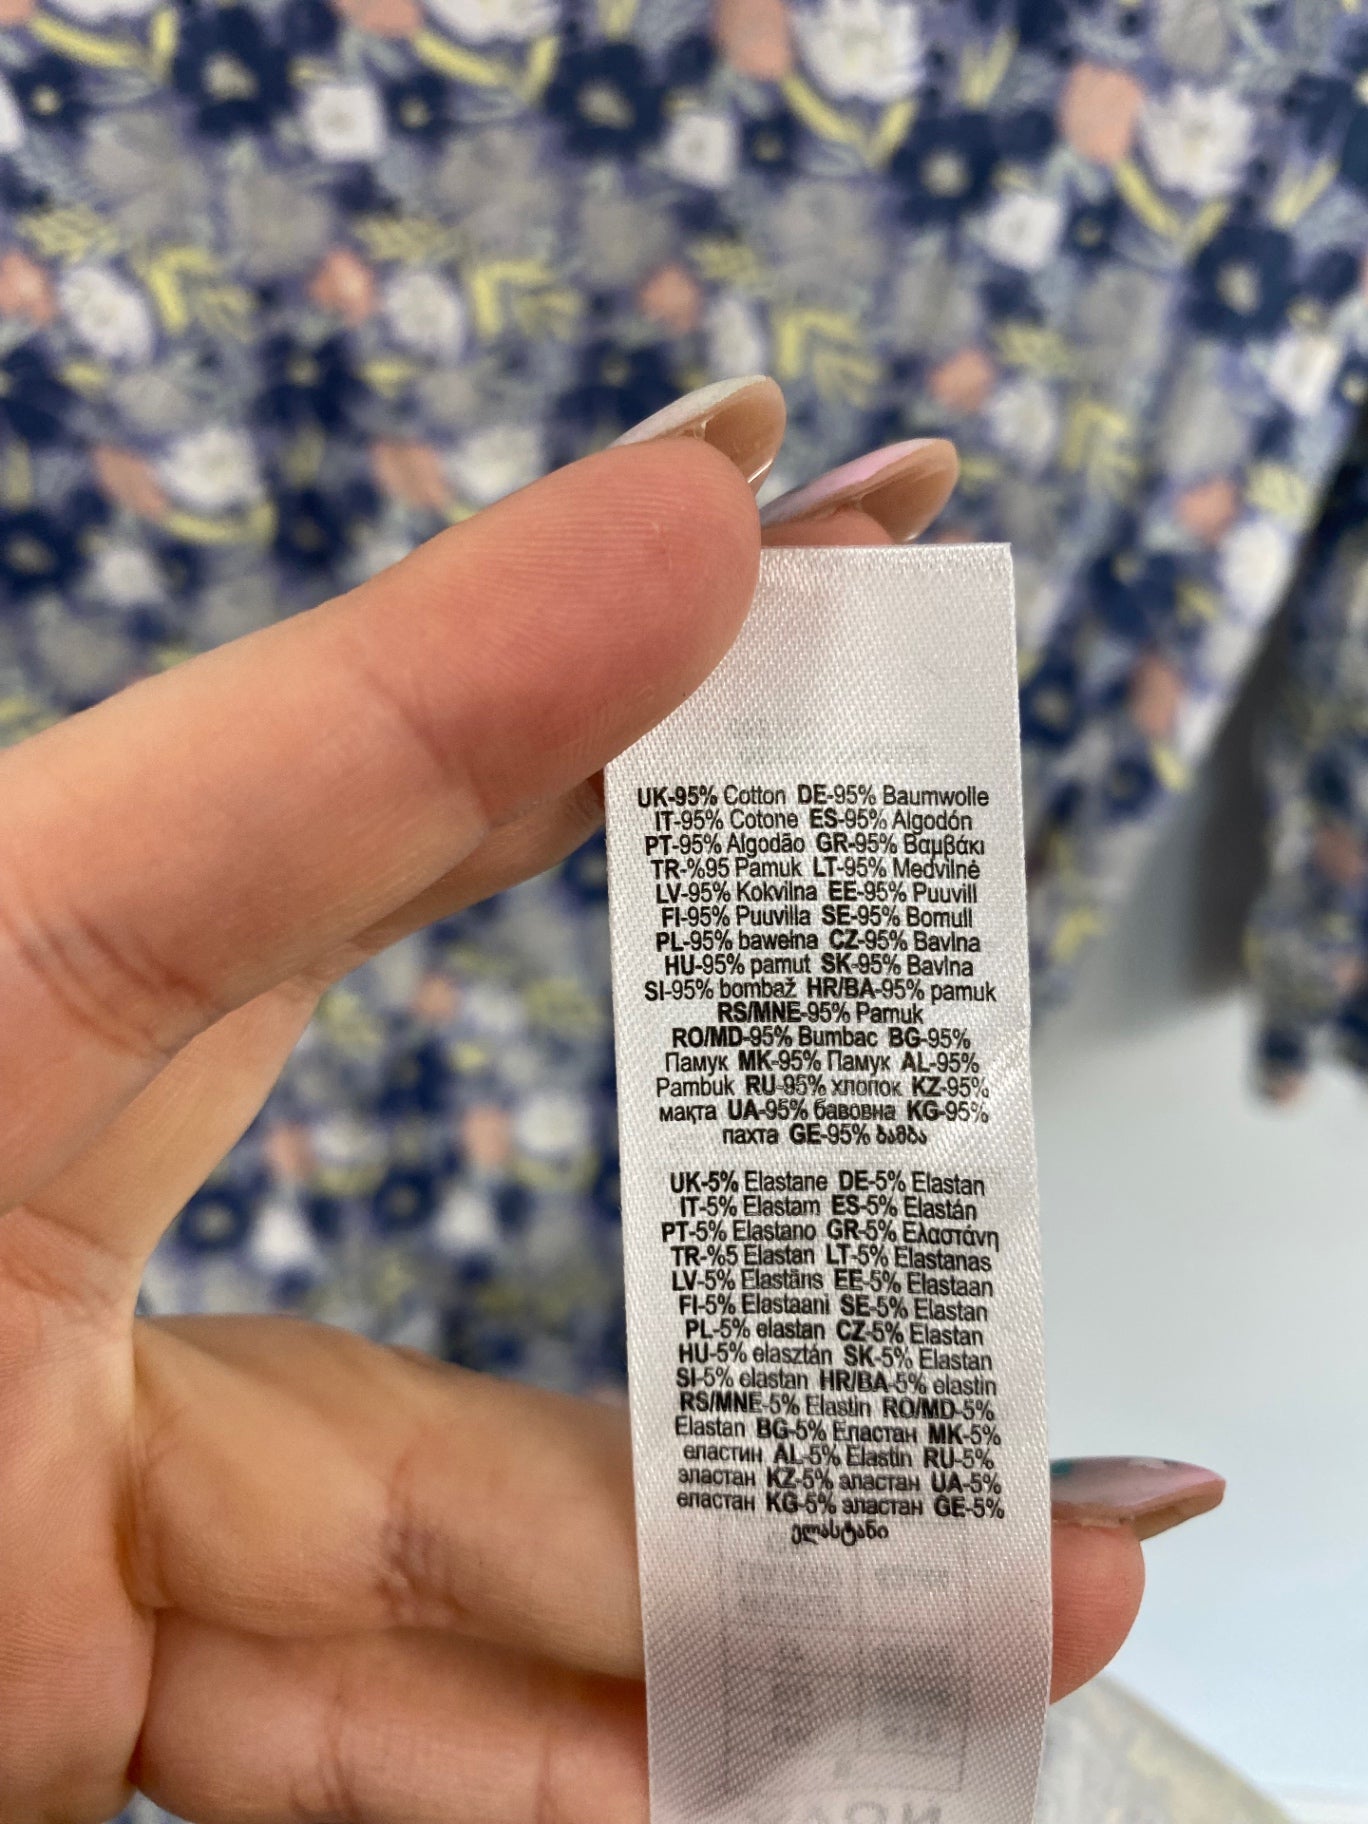 UK-95% Cotton DE-95% Baumwolle
IT-95% Cotone ES-95% Algodón
PT-95% Algodão GR-95% Βαμβάκι
TR-%95 Pamuk LT-95% Medvilnė
LV-95% Kokvilna EE-95% Puuvill
FI-95% Puuvilla SE-95% Bomull
PL-95% bawełna CZ-95% Bavlna
HU-95% pamut SK-95% Bavlna
SI-95% bombaž HR/BA-95% pamuk
RS/MNE-95% Pamuk
RO/MD-95% Bumbac BG-95%
Памук MK-95% Памук AL-95%
Pambuk RU-95% хлопок KZ-95%
мақта UA-95% бавовна KG-95%
пахта GE-95% ბამბა
UK-5% Elastane DE-5% Elastan
IT-5% Elastam ES-5% Elastán
PT-5% Elastano GR-5% Ελαστάνη
TR-%5 Elastan LT-5% Elastanas
LV-5% Elastāns EE-5% Elastaan
FI-5% Elastaani SE-5% Elastan
PL-5% elastan CZ-5% Elastan
HU-5% elasztán SK-5% Elastan
SI-5% elastan HR/BA-5% elastin
RS/MNE-5% Elastin RO/MD-5%
Elastan BG-5% Еластан MK-5%
еластин AL-5% Elastin RU-5%
эластан KZ-5% эластан UA-5%
еластан KG-5% эластан GE-5%
ელასტანი